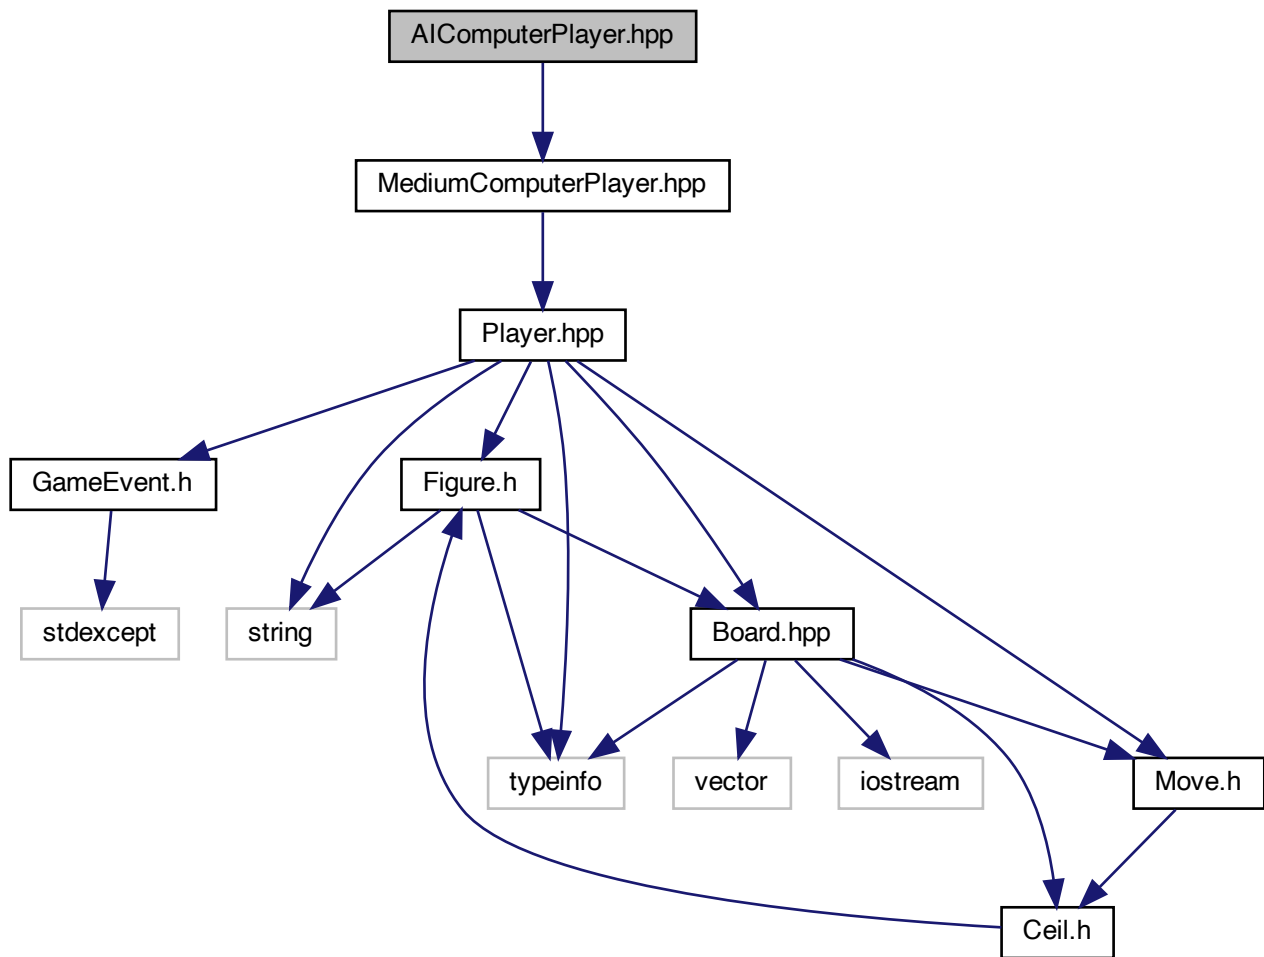 AIComputerPlayer.hpp
MediumComputerPlayer.hpp
Player.hpp
GameEvent.h
Figure.h
stdexcept
string
Board.hpp
typeinfo
vector
iostream
Move.h
Ceil.h